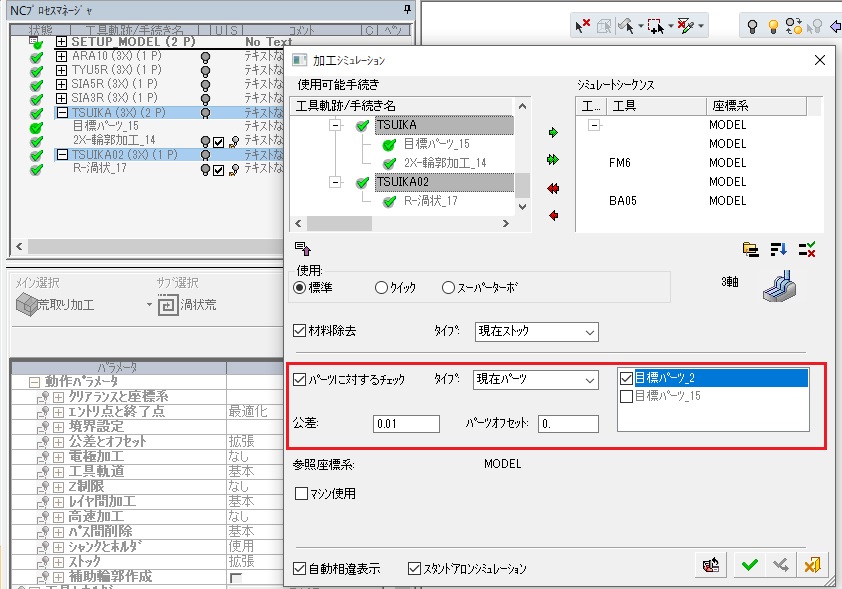 NCﾌﾟﾛｾｽﾏﾈｰｼﾞｬ
状態 工具軌跡/手続き名 U S ｺﾒﾝﾄ C ﾍﾟﾝ
SETUP_MODEL (2 P) No Text
ARA10 (3X) (1 P) テキストな
TYU5R (3X) (1 P) テキストな
SIA5R (3X) (1 P) テキストな
SIA3R (3X) (1 P) テキストな
TSUIKA (3X) (2 P) テキストな
目標パーツ_15 テキストな
2X-輪郭加工_14 テキストな
TSUIKA02 (3X) (1 P) テキストな
R-渦状_17 テキストな
メイン選択 サブ選択
荒取り加工 渦状荒
ﾊﾟﾗﾒｰﾀ
動作ﾊﾟﾗﾒｰﾀ
ｸﾘｱﾗﾝｽと座標系
ｴﾝﾄﾘ点と終了点 最適化
境界設定
公差とｵﾌｾｯﾄ 拡張
電極加工 なし
工具軌道 基本
Z制限 なし
ﾚｲﾔ間加工 基本
高速加工 なし
ﾊﾟｽ間削除 基本
ｼｬﾝｸとﾎﾙﾀﾞ 使用
ｽﾄｯｸ 拡張
補助輪郭作成
加工ｼﾐｭﾚｰｼｮﾝ
使用可能手続き
工具軌跡/手続き名
TSUIKA
目標パーツ_15
2X-輪郭加工_14
TSUIKA02
R-渦状_17
ｼﾐｭﾚｰﾄｼｰｹﾝｽ
工... 工具 座標系
MODEL
MODEL
FM6 MODEL
MODEL
BA05 MODEL
使用:
標準 ｸｲｯｸ ｽｰﾊﾟｰﾀｰﾎﾞ
3軸
材料除去 ﾀｲﾌﾟ: 現在ストック
ﾊﾟｰﾂに対するﾁｪｯｸ ﾀｲﾌﾟ: 現在パーツ
目標パーツ_2
目標パーツ_15
公差: 0.01 ﾊﾟｰﾂｵﾌｾｯﾄ: 0.
参照座標系: MODEL
ﾏｼﾝ使用
自動相違表示 ｽﾀﾝﾄﾞｱﾛﾝｼﾐｭﾚｰｼｮﾝ